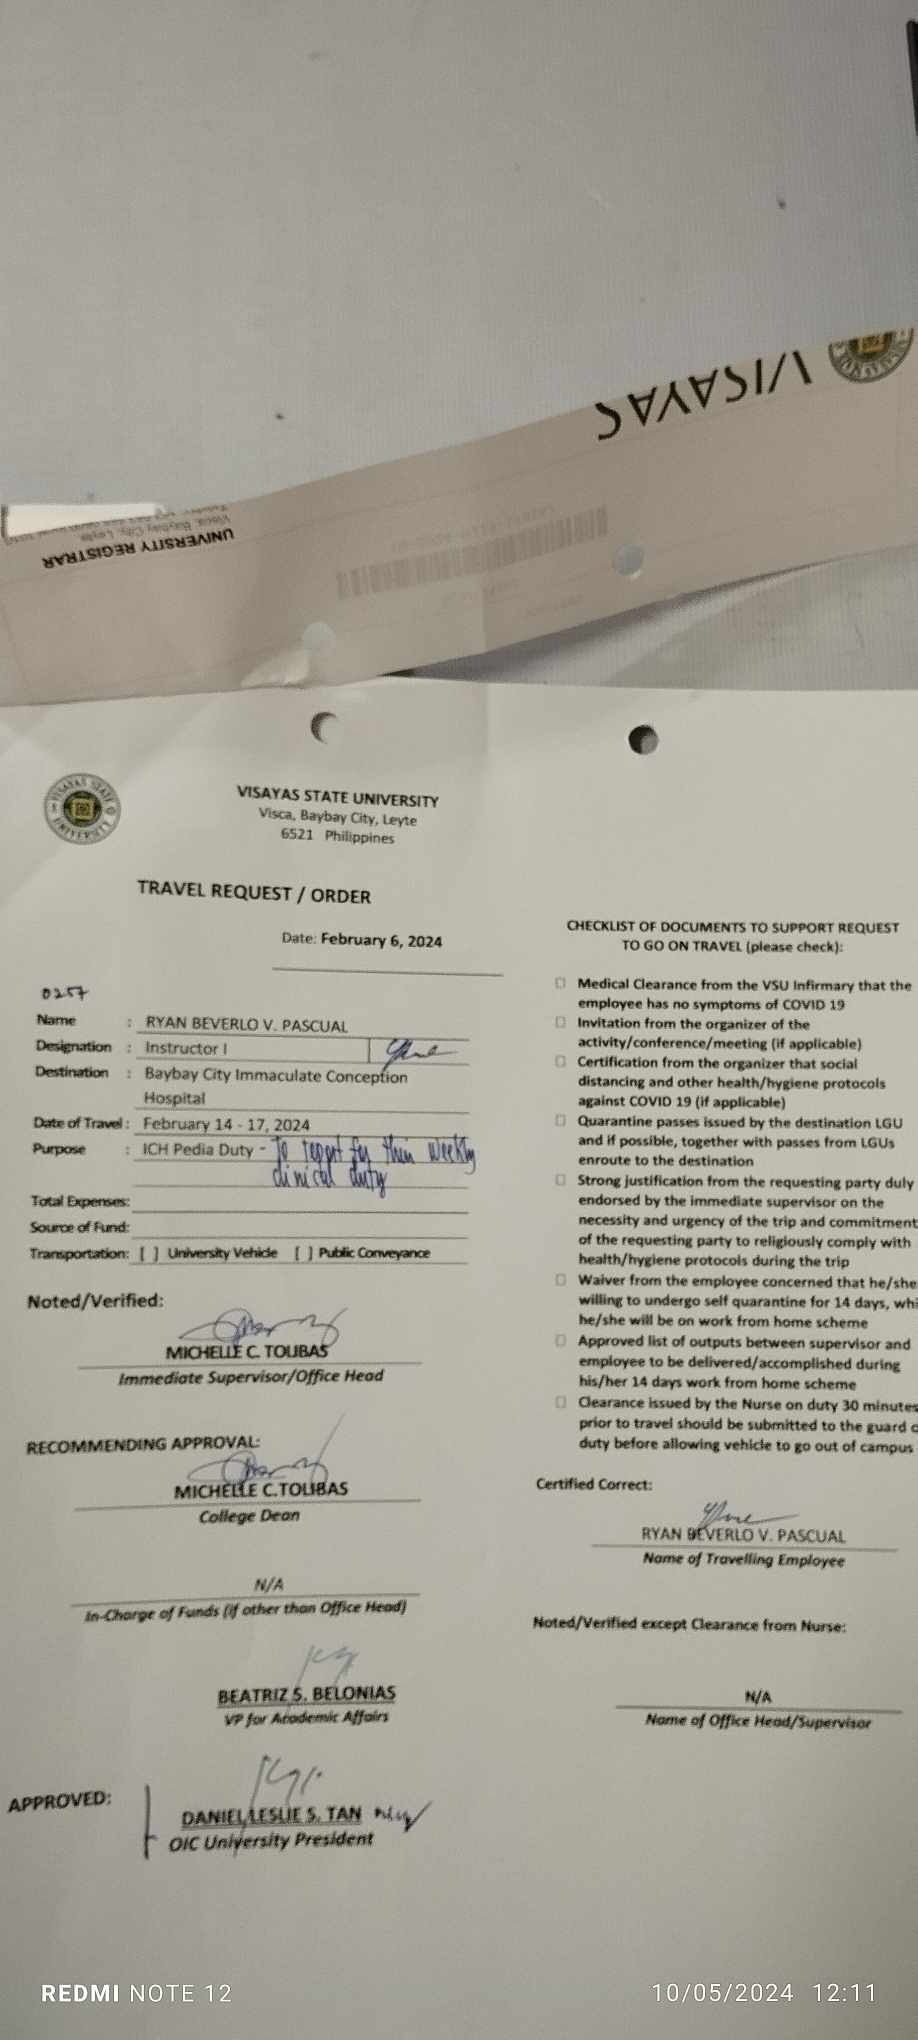 VISAYAS
UNIVERSITY REGISTRAR
Visca, Baybay City, Leyte
VISAYAS STATE UNIVERSITY
Visca, Baybay City, Leyte
6521 Philippines
TRAVEL REQUEST / ORDER
Date: February 6, 2024
0257
Name : RYAN BEVERLO V. PASCUAL
Designation : Instructor I
Destination : Baybay City Immaculate Conception
Hospital
Date of Travel : February 14 - 17, 2024
Purpose : ICH Pedia Duty - To report for their weekly
clinical duty
Total Expenses:
Source of Fund:
Transportation: [ ] University Vehicle [ ] Public Conveyance
Noted/Verified:
MICHELLE C. TOLIBAS
Immediate Supervisor/Office Head
RECOMMENDING APPROVAL:
MICHELLE C.TOLIBAS
College Dean
N/A
In-Charge of Funds (if other than Office Head)
BEATRIZ S. BELONIAS
VP for Academic Affairs
APPROVED:
DANIEL LESLIE S. TAN
OIC University President
CHECKLIST OF DOCUMENTS TO SUPPORT REQUEST
TO GO ON TRAVEL (please check):
Medical Clearance from the VSU Infirmary that the
employee has no symptoms of COVID 19
Invitation from the organizer of the
activity/conference/meeting (if applicable)
Certification from the organizer that social
distancing and other health/hygiene protocols
against COVID 19 (if applicable)
Quarantine passes issued by the destination LGU
and if possible, together with passes from LGUs
enroute to the destination
Strong justification from the requesting party duly
endorsed by the immediate supervisor on the
necessity and urgency of the trip and commitment
of the requesting party to religiously comply with
health/hygiene protocols during the trip
Waiver from the employee concerned that he/she
willing to undergo self quarantine for 14 days, whi
he/she will be on work from home scheme
Approved list of outputs between supervisor and
employee to be delivered/accomplished during
his/her 14 days work from home scheme
Clearance issued by the Nurse on duty 30 minutes
prior to travel should be submitted to the guard o
duty before allowing vehicle to go out of campus
Certified Correct:
RYAN BEVERLO V. PASCUAL
Name of Travelling Employee
Noted/Verified except Clearance from Nurse:
N/A
Name of Office Head/Supervisor
REDMI NOTE 12
10/05/2024 12:11